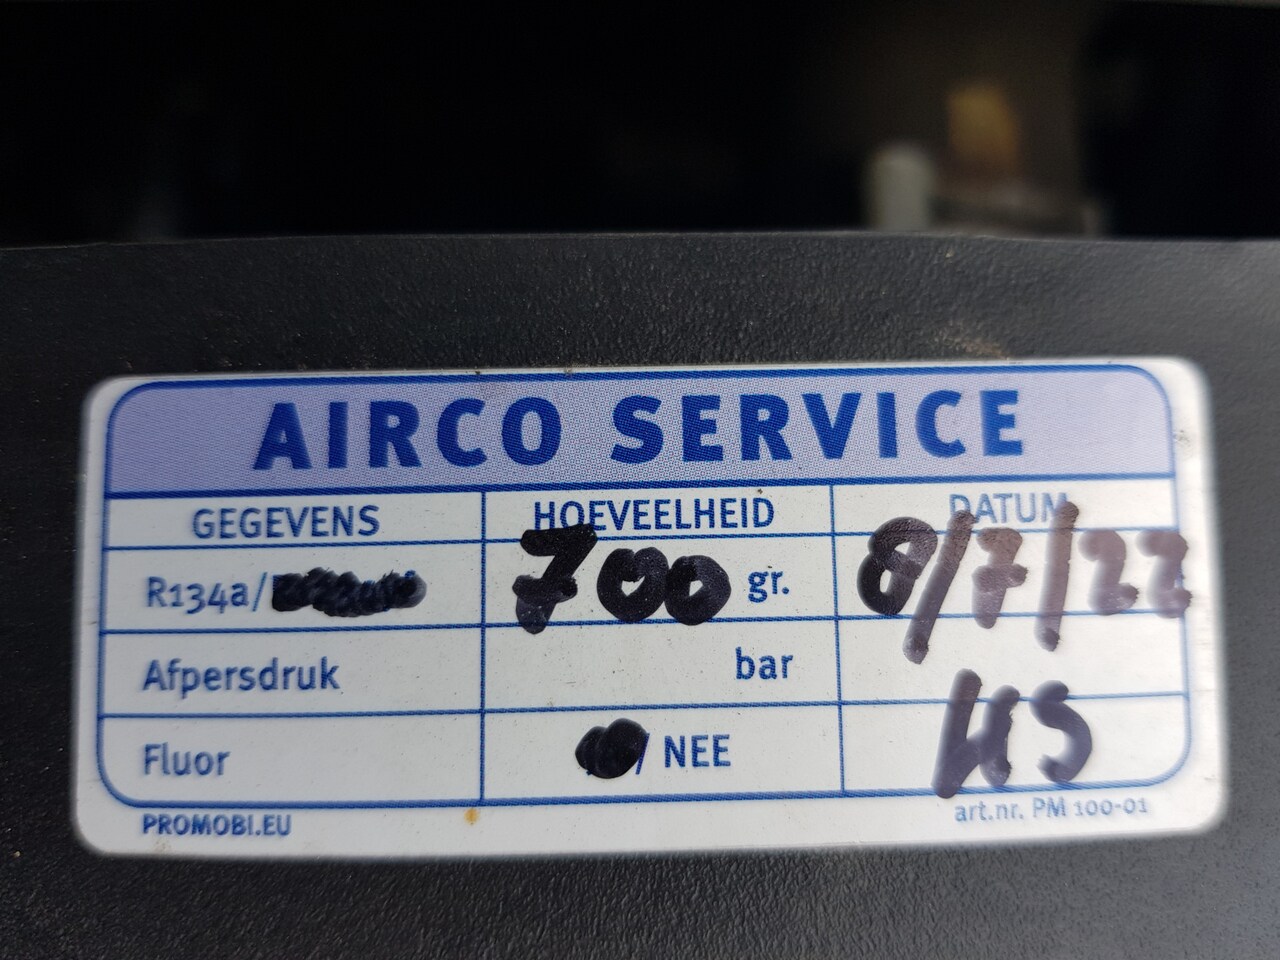 AIRCO SERVICE
GEGEVENS HOEVEELHEID DATUM
R134a/ 700 gr. 8/7/22
Afpersdruk bar
Fluor / NEE
PROMOBI.EU art.nr. PM 100-01